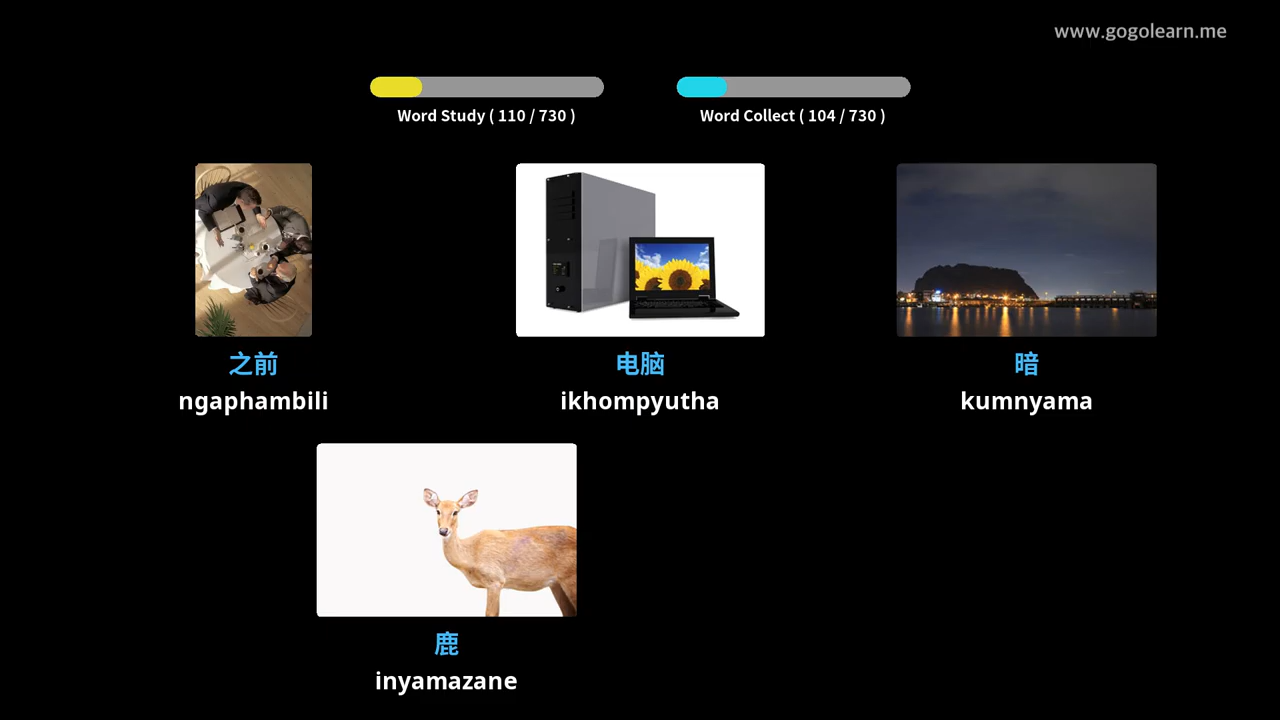 www.gogolearn.me
Word Study ( 110 / 730 )
Word Collect ( 104 / 730 )
之前
ngaphambili
电脑
ikhompyutha
暗
kumnyama
鹿
inyamazane